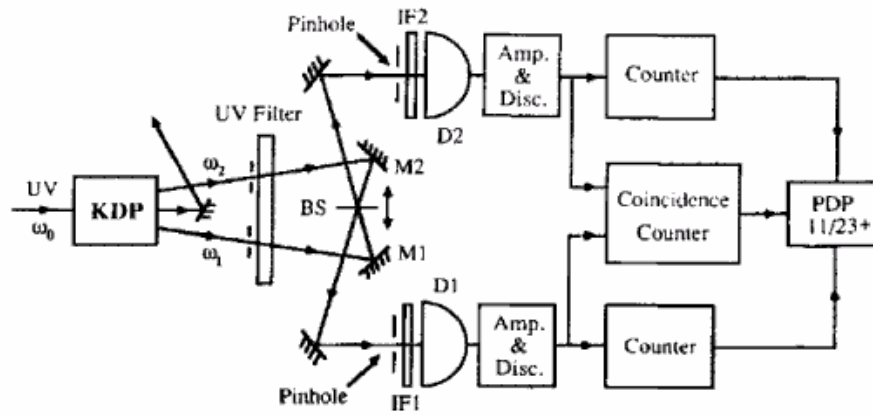 Pinhole
IF2
Amp.
&
Disc.
Counter
UV Filter
D2
ω₂
M2
UV
KDP
BS
Coincidence
Counter
PDP
11/23+
ω₀
ω₁
M1
D1
Amp.
&
Disc.
Counter
Pinhole
IF1